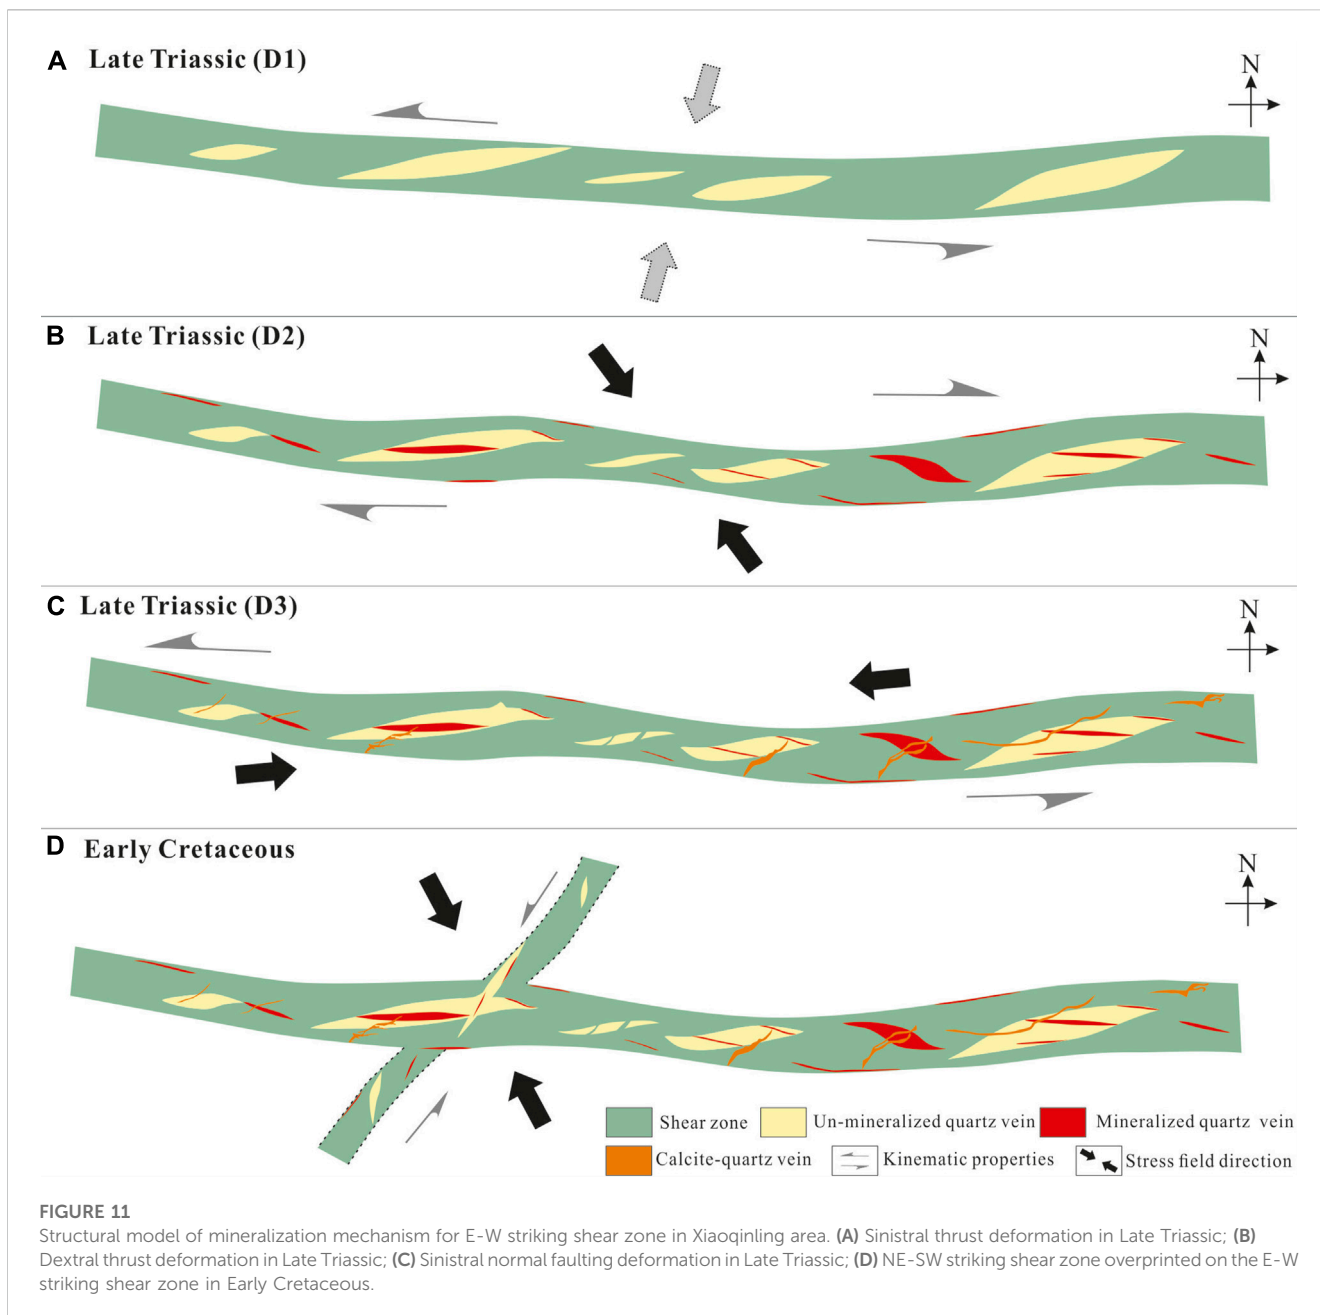 A Late Triassic (D1)
N
B Late Triassic (D2)
N
C Late Triassic (D3)
N
D Early Cretaceous
N
Shear zone Un-mineralized quartz vein Mineralized quartz vein
Calcite-quartz vein Kinematic properties Stress field direction
FIGURE 11
Structural model of mineralization mechanism for E-W striking shear zone in Xiaoqinling area. (A) Sinistral thrust deformation in Late Triassic; (B)
Dextral thrust deformation in Late Triassic; (C) Sinistral normal faulting deformation in Late Triassic; (D) NE-SW striking shear zone overprinted on the E-W
striking shear zone in Early Cretaceous.